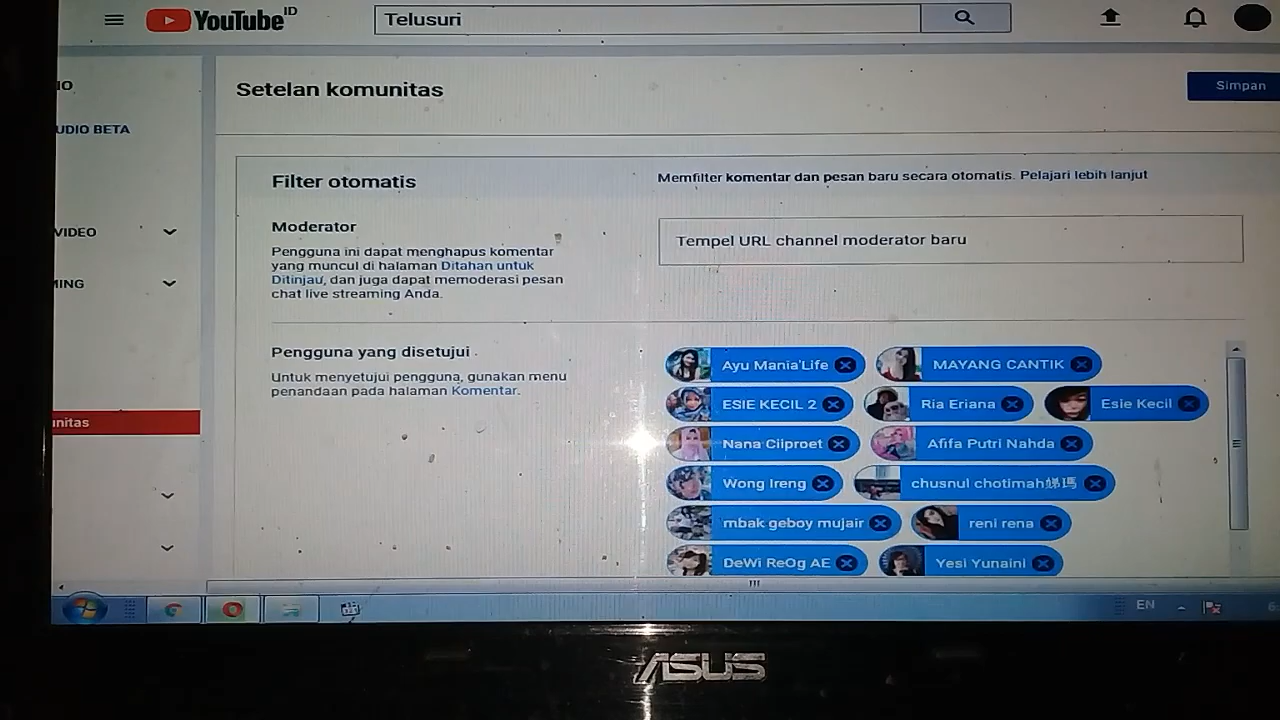 YouTube ID
Telusuri
IO
UDIO BETA
VIDEO
MING
unitas
Setelan komunitas
Simpan
Filter otomatis
Memfilter komentar dan pesan baru secara otomatis. Pelajari lebih lanjut
Moderator
Pengguna ini dapat menghapus komentar
yang muncul di halaman Ditahan untuk
Ditinjau, dan juga dapat memoderasi pesan
chat live streaming Anda.
Tempel URL channel moderator baru
Pengguna yang disetujui
Untuk menyetujui pengguna, gunakan menu
penandaan pada halaman Komentar.
Ayu Mania'Life MAYANG CANTIK
ESIE KECIL 2 Ria Eriana Esie Kecil
Nana Ciiproet Afifa Putri Nahda
Wong Ireng chusnul chotimah
mbak geboy mujair reni rena
DeWi ReOg AE Yesi Yunaini
EN
ASUS